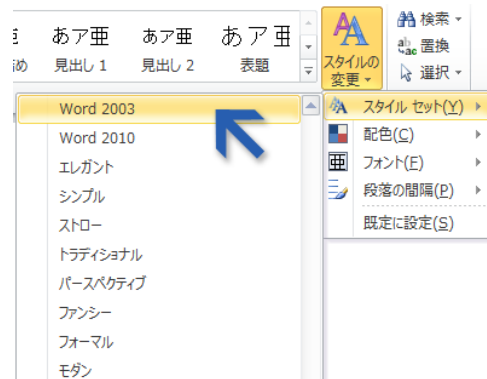 あア亜 あア亜 あア亜
見出し 1 見出し 2 表題
スタイルの
変更
検索
置換
選択
Word 2003
Word 2010
エレガント
シンプル
ストロー
トラディショナル
パースペクティブ
ファンシー
フォーマル
モダン
スタイル セット(Y)
配色(C)
フォント(F)
段落の間隔(P)
既定に設定(S)